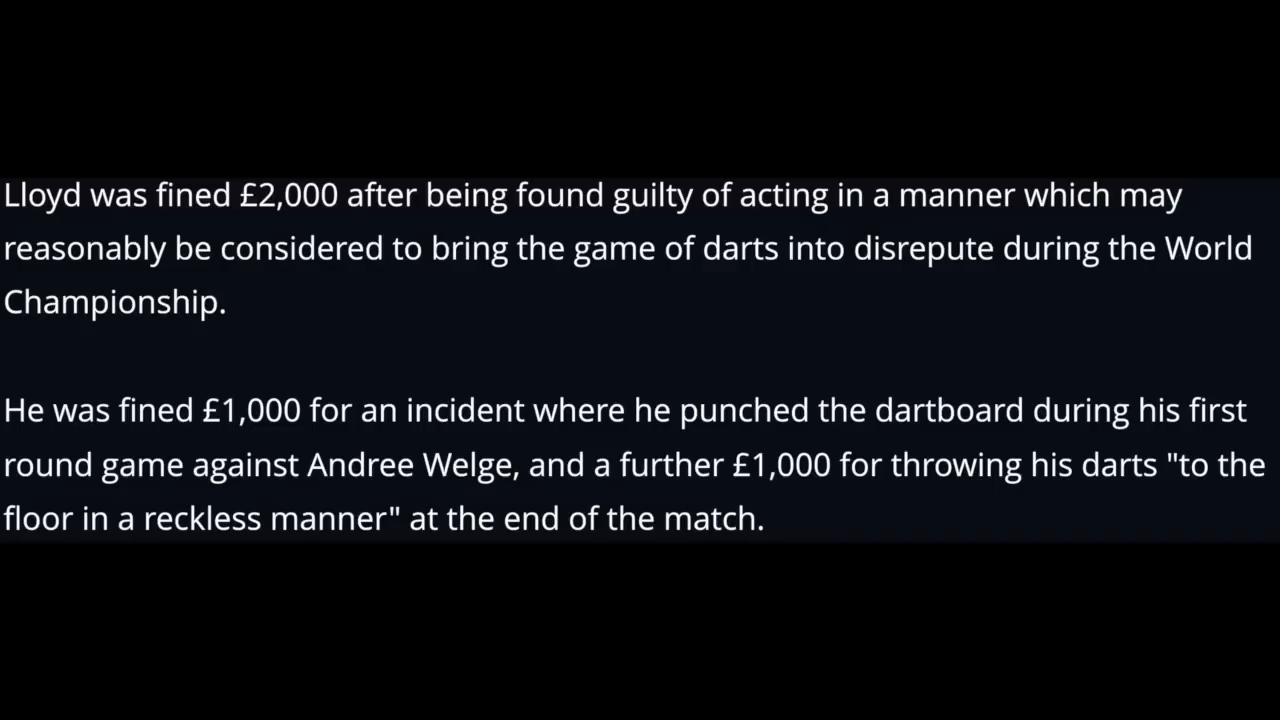 Lloyd was fined £2,000 after being found guilty of acting in a manner which may
reasonably be considered to bring the game of darts into disrepute during the World
Championship.
He was fined £1,000 for an incident where he punched the dartboard during his first
round game against Andree Welge, and a further £1,000 for throwing his darts "to the
floor in a reckless manner" at the end of the match.